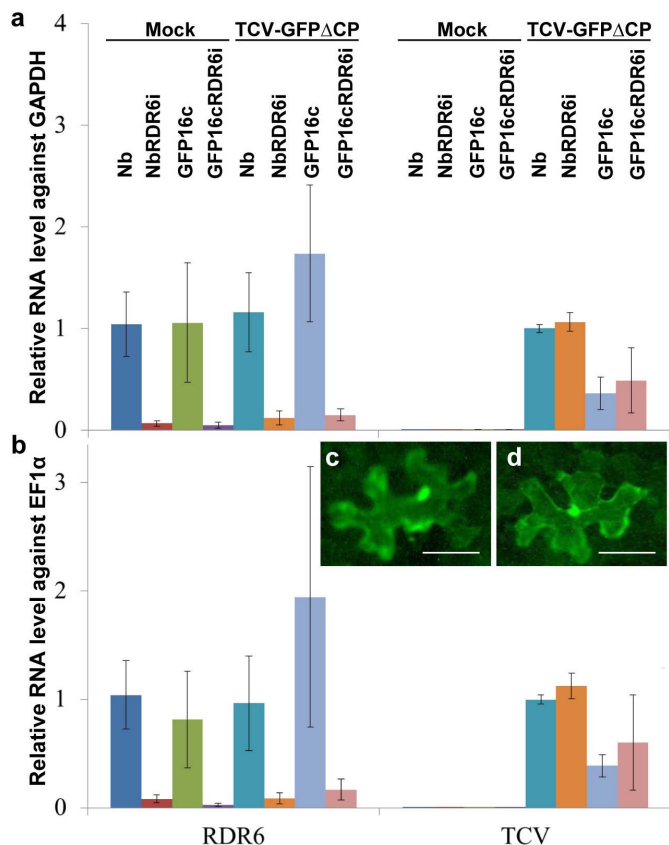 a
Relative RNA level against GAPDH
4
3
2
1
0
Mock
TCV-GFPΔCP
Mock
TCV-GFPΔCP
Nb
NbRDR6i
GFP16c
GFP16cRDR6i
Nb
NbRDR6i
GFP16c
GFP16cRDR6i
Nb
NbRDR6i
GFP16c
GFP16cRDR6i
Nb
NbRDR6i
GFP16c
GFP16cRDR6i
b
Relative RNA level against EF1α
3
2
1
0
c
d
RDR6
TCV